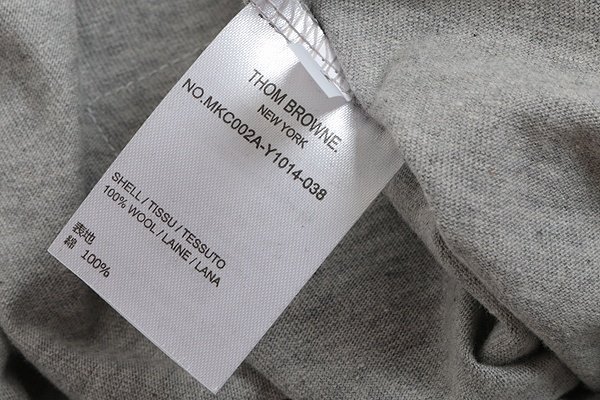 THOM BROWNE.
NEW YORK
NO.MKC002A-Y1014-038
SHELL / TISSU / TESSUTO
100% WOOL / LAINE / LANA
表地
綿 100%